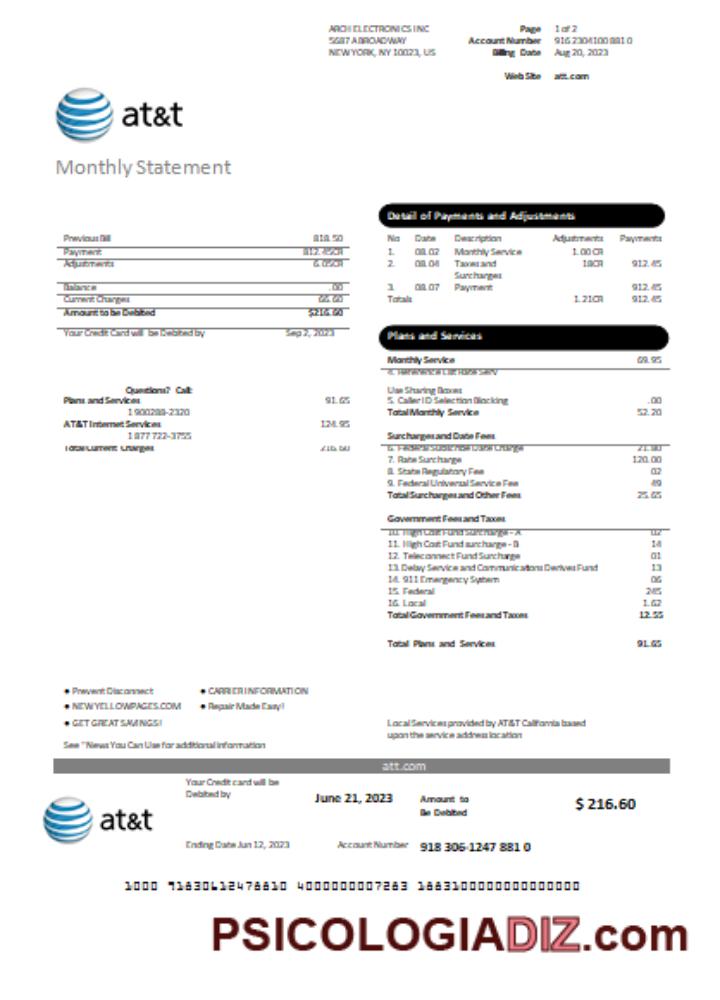 ARCH ELECTRONICS INC
5687 ABROADWAY
NEW YORK, NY 10023, US
Page 1 of 2
Account Number 916 2304100 881 0
Billing Date Aug 20, 2023
Web Site att.com
at&t
Monthly Statement
Previous Bill 818.50
Payment 812.45CR
Adjustments 6.05CR
Balance .00
Current Charges 66.60
Amount to be Debited $216.60
Your Credit Card will be Debited by Sep 2, 2023
Questions? Call:
Plans and Services 91.65
1 900288-2320
AT&T Internet Services 124.95
1 877 722-3755
Total Current Charges 216.60
Detail of Payments and Adjustments
No Date Description Adjustments Payments
1. 08.02 Monthly Service 1.00 CR
2. 08.04 Taxes and Surcharges 18CR 912.45
3. 08.07 Payment 912.45
Totals 1.21CR 912.45
Plans and Services
Monthly Service 69.95
4. Reference List Rate Serv
Use Sharing Boxes
5. Caller ID Selection Blocking .00
Total Monthly Service 52.20
Surcharges and Date Fees
6. Federal Subscribe Date Charge 21.80
7. Rate Surcharge 120.00
8. State Regulatory Fee 02
9. Federal Universal Service Fee 49
Total Surcharges and Other Fees 25.65
Government Fees and Taxes
10. High Cost Fund Surcharge - A 02
11. High Cost Fund surcharge - B 14
12. Teleconnect Fund Surcharge 01
13. Delay Service and Communications Derives Fund 13
14. 911 Emergency System 06
15. Federal 245
16. Local 1.62
Total Government Fees and Taxes 12.55
Total Plans and Services 91.65
● Prevent Disconnect ● CARRIER INFORMATION
● NEW YELLOWPAGES.COM ● Repair Made Easy!
● GET GREAT SAVINGS!
See "News You Can Use for additional information
Local Services provided by AT&T California based
upon the service address location
att.com
at&t
Your Credit card will be
Debited by
June 21, 2023
Amount to
Be Debited
$ 216.60
Ending Date Jun 12, 2023 Account Number 918 306-1247 881 0
PSICOLOGIADIZ.com